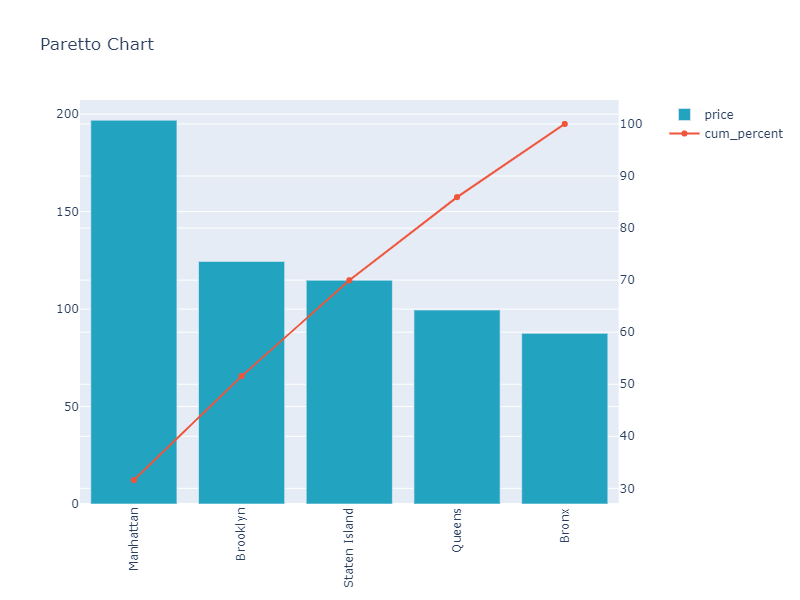 Paretto Chart
price
cum_percent
200
150
100
50
0
100
90
80
70
60
50
40
30
Manhattan
Brooklyn
Staten Island
Queens
Bronx